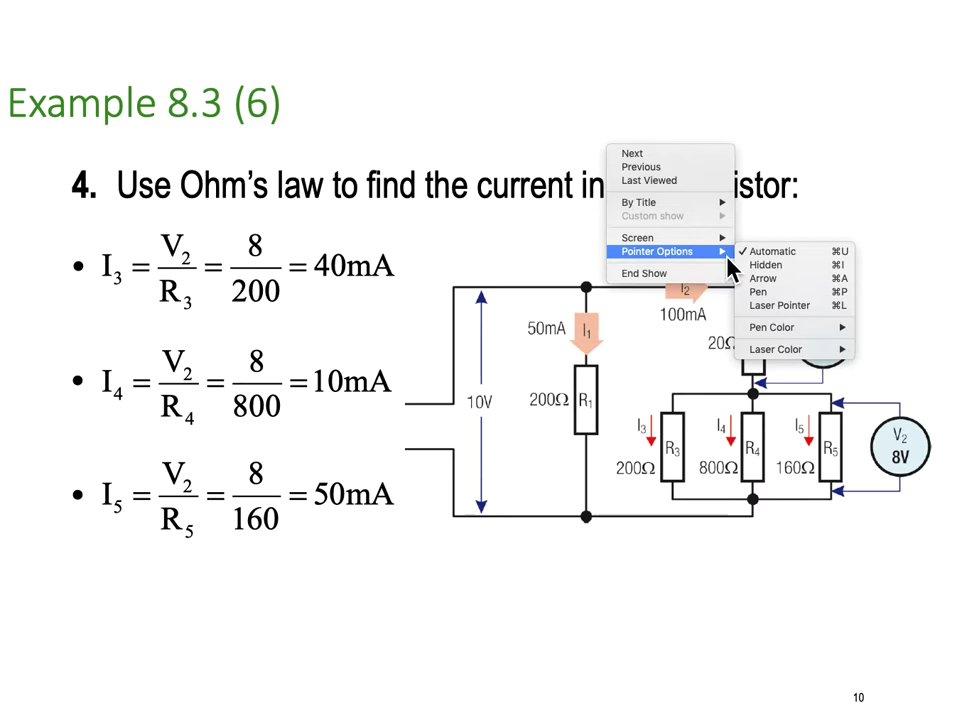 Example 8.3 (6)
4. Use Ohm's law to find the current in istor:
• I₃ = V₂/R₃ = 8/200 = 40mA
• I₄ = V₂/R₄ = 8/800 = 10mA
• I₅ = V₂/R₅ = 8/160 = 50mA
Next
Previous
Last Viewed
By Title
Custom show
Screen
Pointer Options
End Show
✓ Automatic ⌘U
Hidden ⌘I
Arrow ⌘A
Pen ⌘P
Laser Pointer ⌘L
Pen Color
Laser Color
I₂
100mA
50mA I₁
20Ω
10V
200Ω R₁
I₃ I₄ I₅
R₃ R₄ R₅
200Ω 800Ω 160Ω
V₂
8V
10